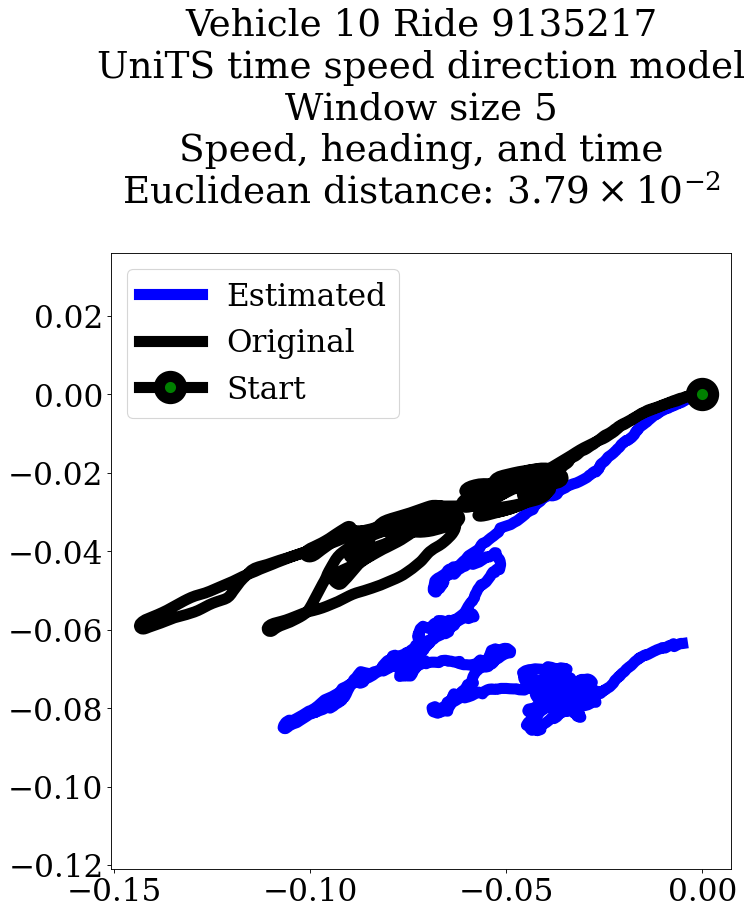 Vehicle 10 Ride 9135217
UniTS time speed direction model
Window size 5
Speed, heading, and time
Euclidean distance: $3.79 \times 10^{-2}$
Estimated
Original
Start
0.02
0.00
−0.02
−0.04
−0.06
−0.08
−0.10
−0.12
−0.15 −0.10 −0.05 0.00